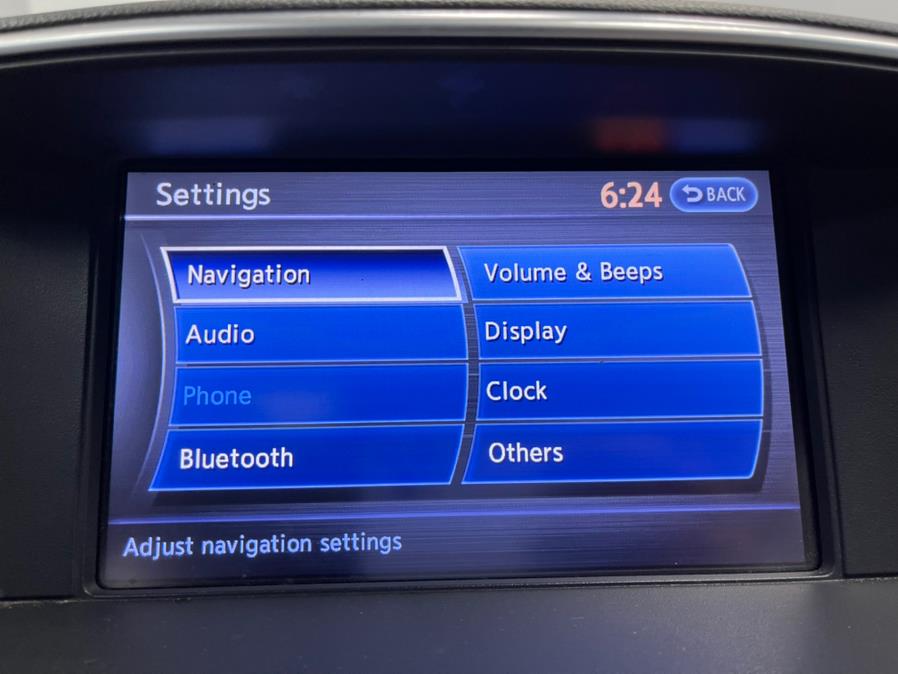 Settings
6:24
BACK
Navigation
Volume & Beeps
Audio
Display
Phone
Clock
Bluetooth
Others
Adjust navigation settings